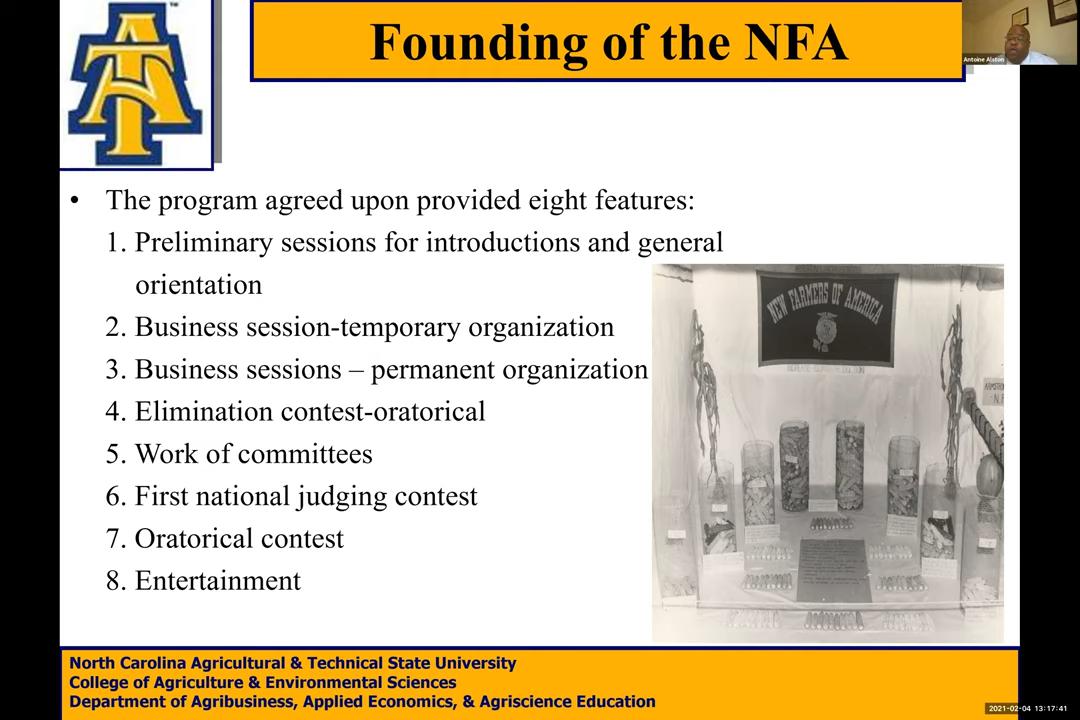 Founding of the NFA
Antoine Alston
A T
TM
• The program agreed upon provided eight features:
1. Preliminary sessions for introductions and general
orientation
2. Business session-temporary organization
3. Business sessions – permanent organization
4. Elimination contest-oratorical
5. Work of committees
6. First national judging contest
7. Oratorical contest
8. Entertainment
NEW FARMERS OF AMERICA
North Carolina Agricultural & Technical State University
College of Agriculture & Environmental Sciences
Department of Agribusiness, Applied Economics, & Agriscience Education
2021-02-04 13:17:41